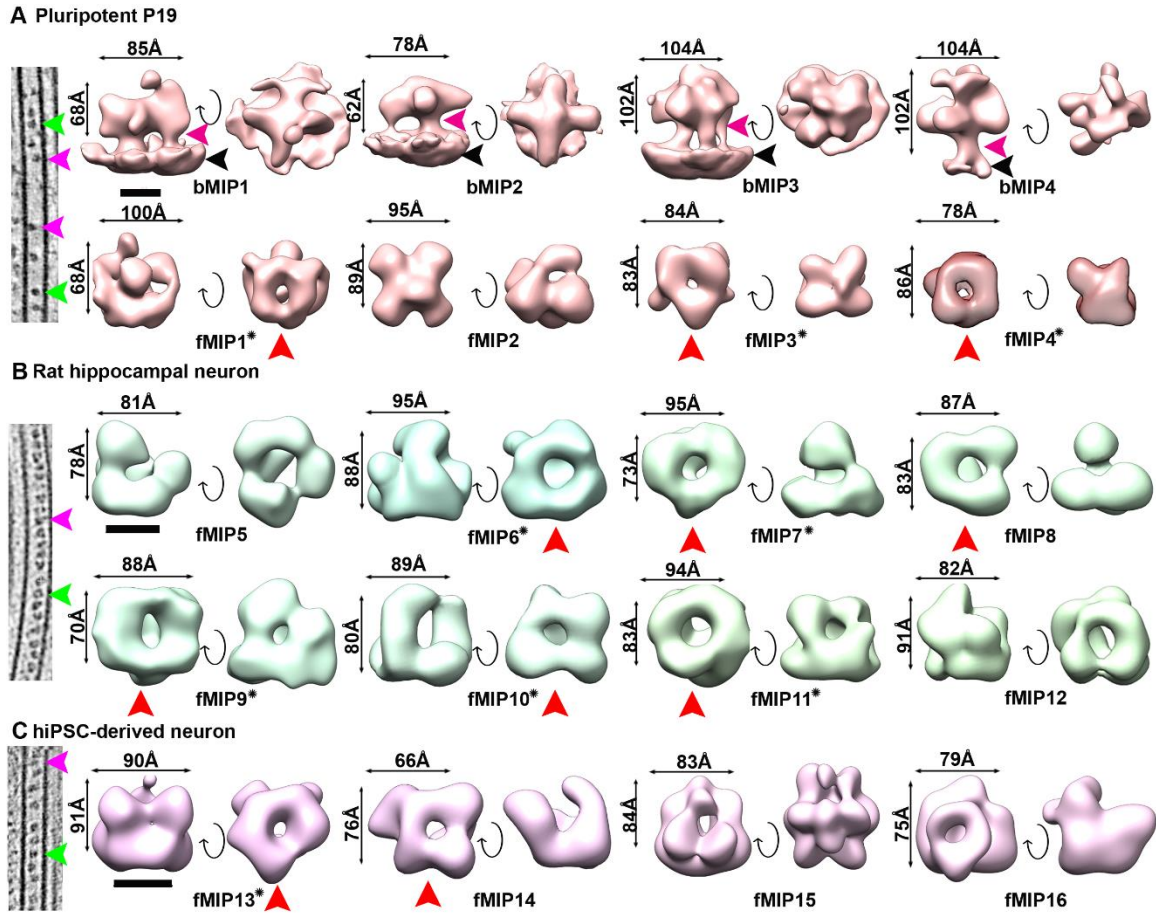 A Pluripotent P19
85Å 78Å 104Å 104Å
68Å 62Å 102Å 102Å
bMIP1 bMIP2 bMIP3 bMIP4
100Å 95Å 84Å 78Å
68Å 89Å 83Å 86Å
fMIP1* fMIP2 fMIP3* fMIP4*
B Rat hippocampal neuron
81Å 95Å 95Å 87Å
78Å 88Å 73Å 83Å
fMIP5 fMIP6* fMIP7* fMIP8
88Å 89Å 94Å 82Å
70Å 80Å 83Å 91Å
fMIP9* fMIP10* fMIP11* fMIP12
C hiPSC-derived neuron
90Å 66Å 83Å 79Å
91Å 76Å 84Å 75Å
fMIP13* fMIP14 fMIP15 fMIP16